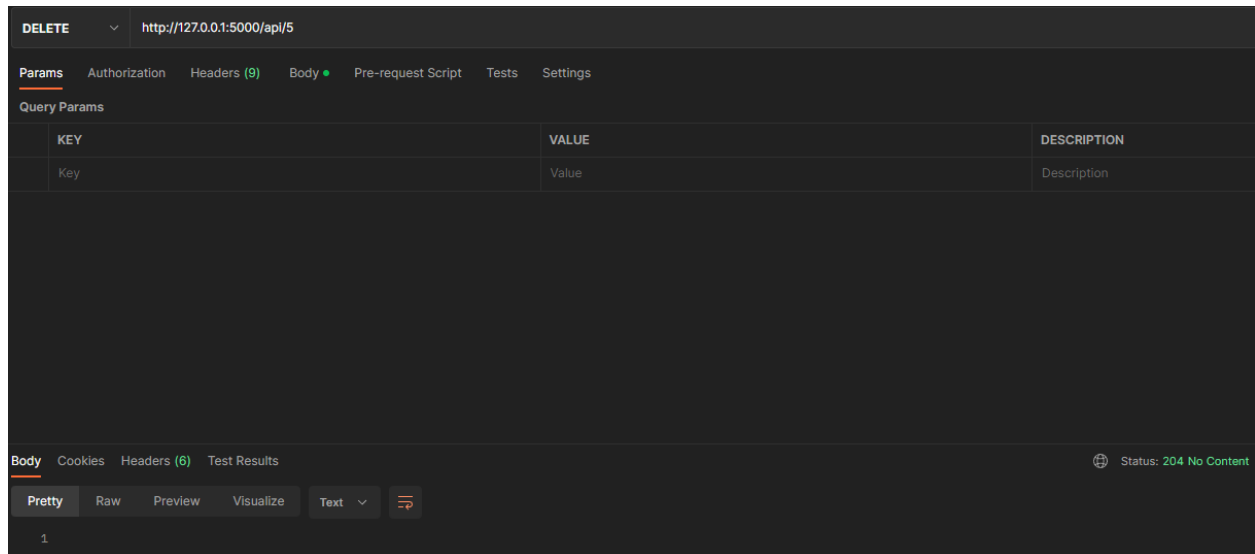 DELETE http://127.0.0.1:5000/api/5
Params Authorization Headers (9) Body Pre-request Script Tests Settings
Query Params
KEY VALUE DESCRIPTION
Key Value Description
Body Cookies Headers (6) Test Results Status: 204 No Content
Pretty Raw Preview Visualize Text
1